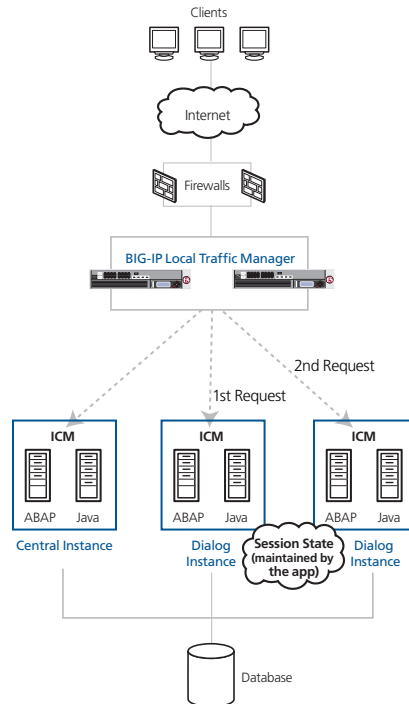 Clients
Internet
Firewalls
BIG-IP Local Traffic Manager
2nd Request
1st Request
ICM
ICM
ICM
ABAP Java
ABAP Java
ABAP Java
Central Instance
Dialog
Instance
Session State
(maintained by
the app)
Dialog
Instance
Database